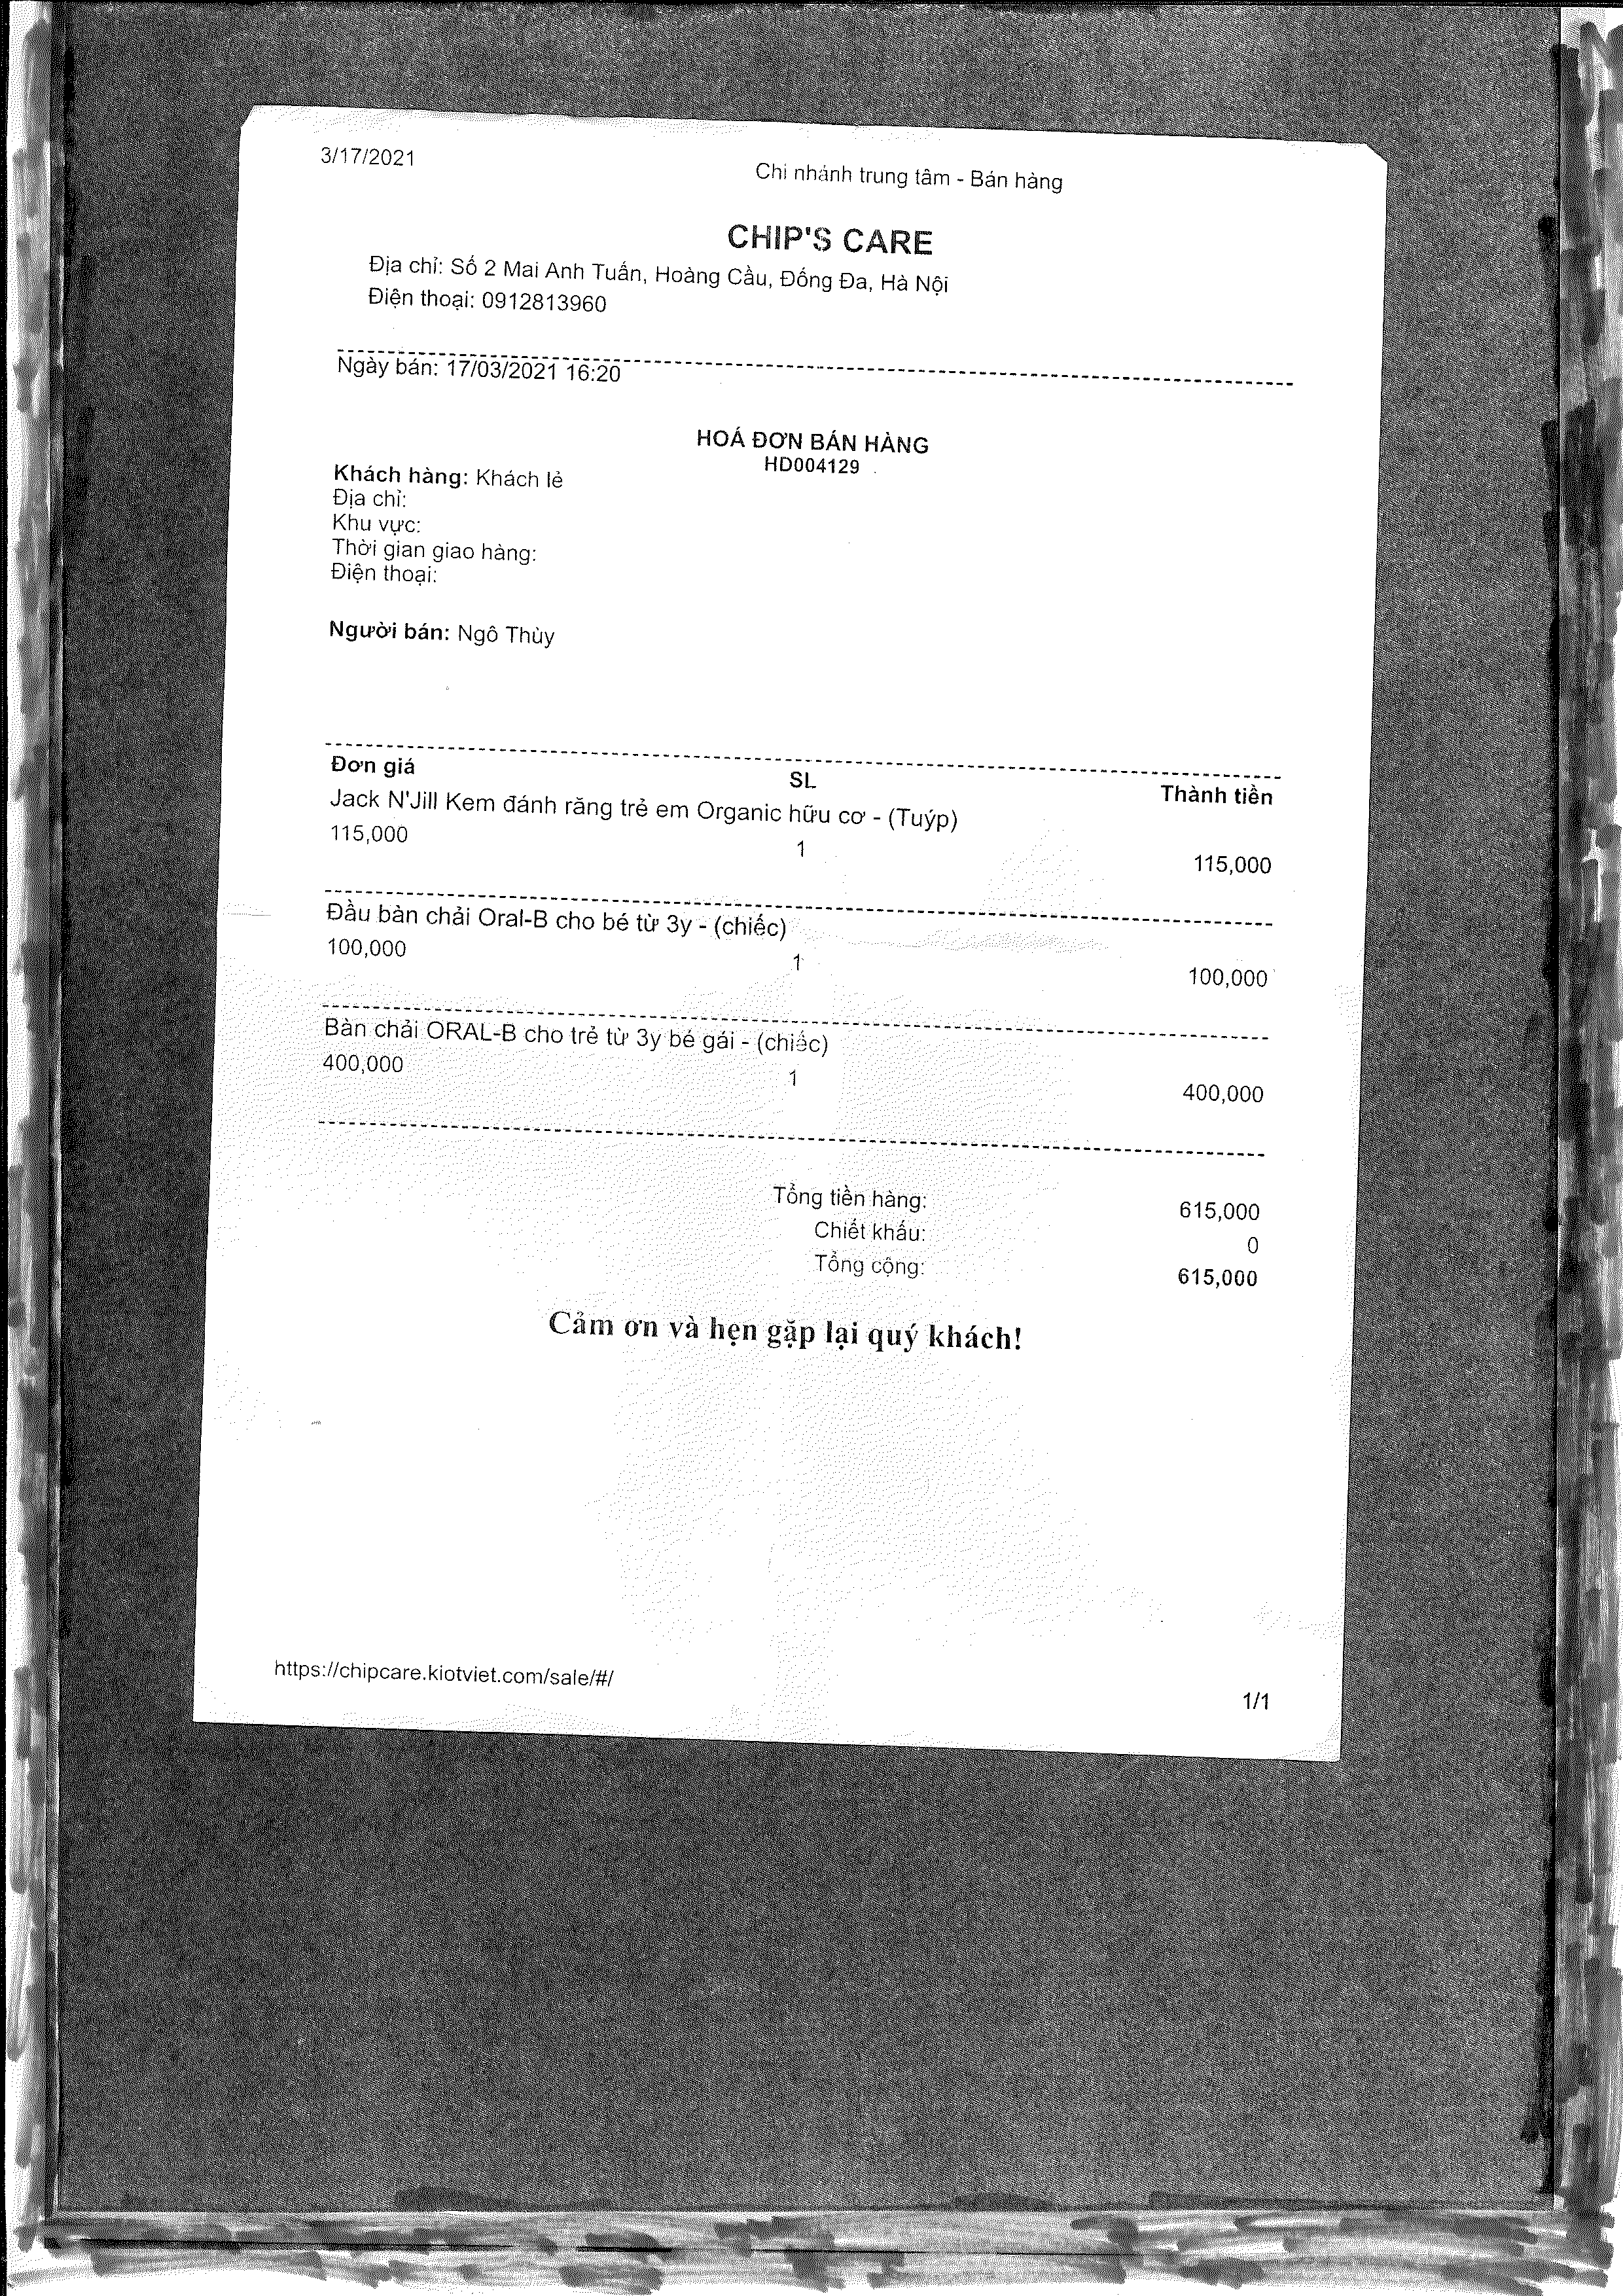 3/17/2021
Chi nhánh trung tâm - Bán hàng
CHIP'S CARE
Địa chỉ: Số 2 Mai Anh Tuấn, Hoàng Cầu, Đống Đa, Hà Nội
Điện thoại: 0912813960
Ngày bán: 17/03/2021 16:20
HOÁ ĐƠN BÁN HÀNG
HD004129
Khách hàng: Khách lẻ
Địa chỉ:
Khu vực:
Thời gian giao hàng:
Điện thoại:
Người bán: Ngô Thùy
Đơn giá SL Thành tiền
Jack N'Jill Kem đánh răng trẻ em Organic hữu cơ - (Tuýp)
115,000 1 115,000
Đầu bàn chải Oral-B cho bé từ 3y - (chiếc)
100,000 1 100,000
Bàn chải ORAL-B cho trẻ từ 3y bé gái - (chiếc)
400,000 1 400,000
Tổng tiền hàng: 615,000
Chiết khấu: 0
Tổng cộng: 615,000
Cảm ơn và hẹn gặp lại quý khách!
https://chipcare.kiotviet.com/sale/#/
1/1